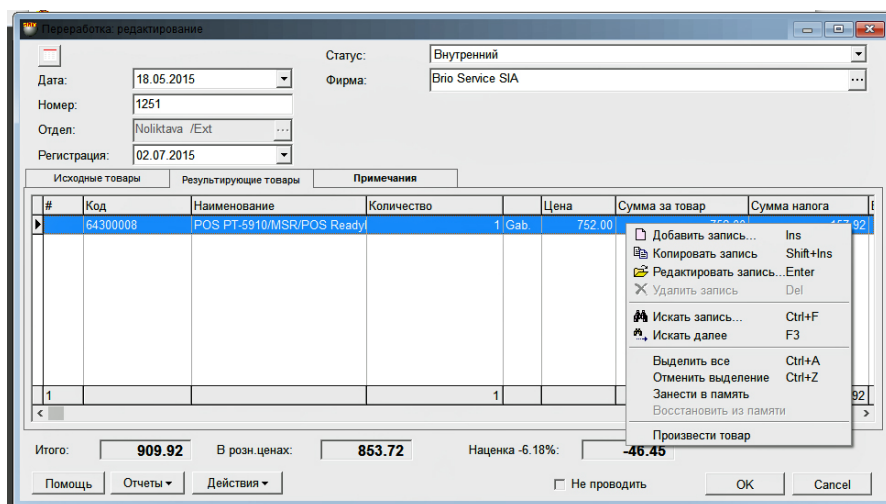 Переработка: редактирование
Статус: Внутренний
Дата: 18.05.2015 Фирма: Brio Service SIA
Номер: 1251
Отдел: Noliktava /Ext
Регистрация: 02.07.2015
Исходные товары Результирующие товары Примечания
# Код Наименование Количество Цена Сумма за товар Сумма налога
64300008 POS PT-5910/MSR/POS Ready 1 Gab. 752.00
Добавить запись... Ins
Копировать запись Shift+Ins
Редактировать запись...Enter
Удалить запись Del
Искать запись... Ctrl+F
Искать далее F3
Выделить все Ctrl+A
Отменить выделение Ctrl+Z
Занести в память
Восстановить из памяти
Произвести товар
1 1
Итого: 909.92 В розн.ценах: 853.72 Наценка -6.18%: -46.45
Помощь Отчеты Действия Не проводить OK Cancel